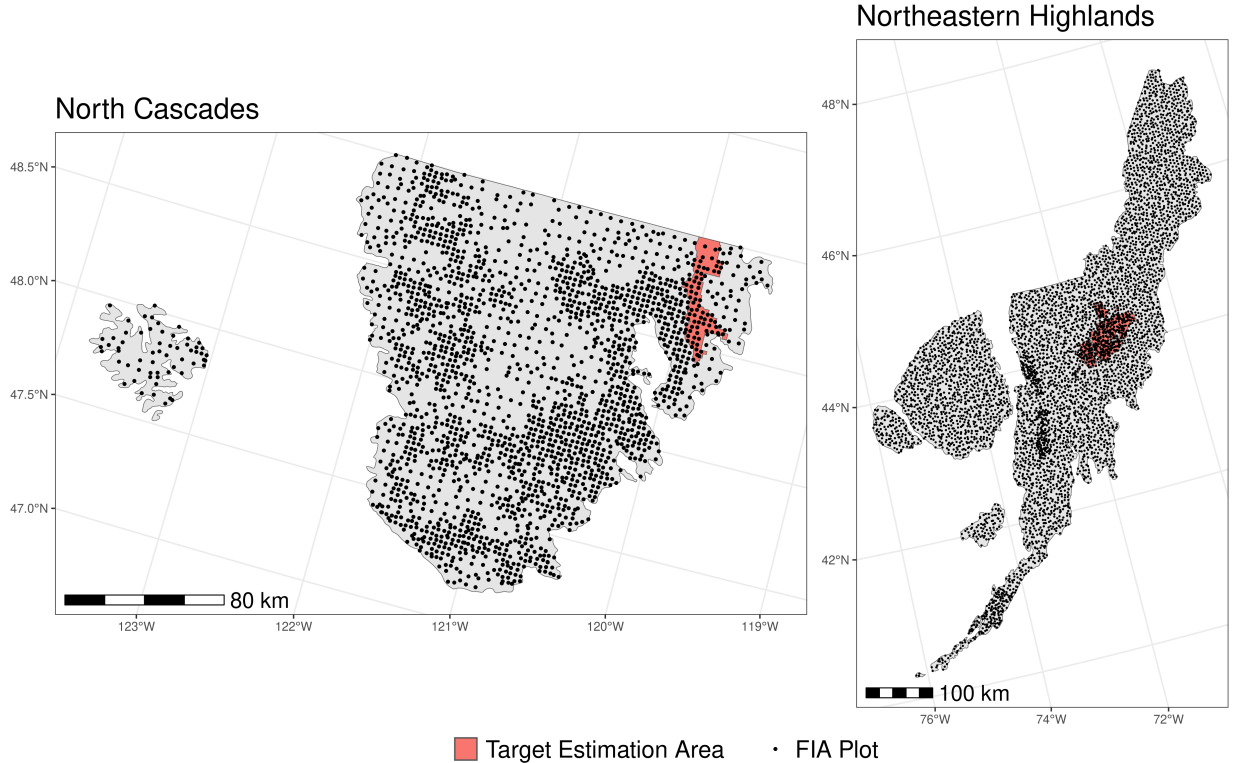 North Cascades
48.5°N
48.0°N
47.5°N
47.0°N
80 km
123°W
122°W
121°W
120°W
119°W
Northeastern Highlands
48°N
46°N
44°N
42°N
100 km
76°W
74°W
72°W
Target Estimation Area
FIA Plot